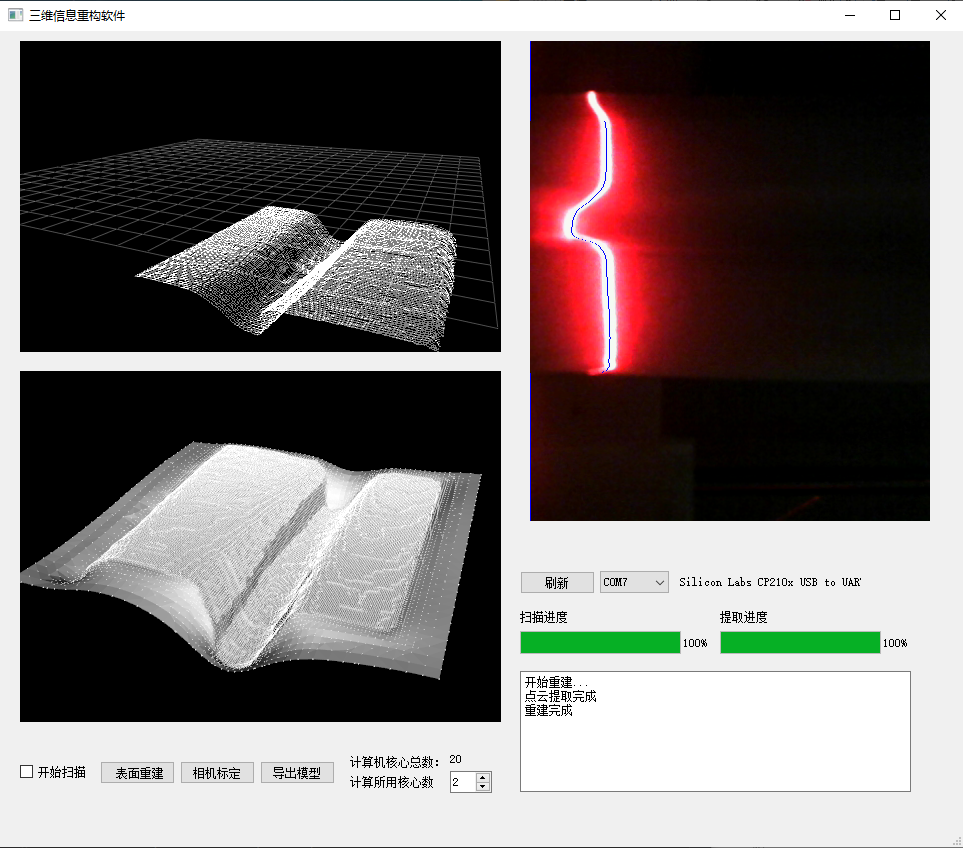 三维信息重构软件
刷新
COM7
Silicon Labs CP210x USB to UAR
扫描进度
提取进度
100%
100%
开始重建...
点云提取完成
重建完成
开始扫描
表面重建
相机标定
导出模型
计算机核心总数：
20
计算所用核心数
2